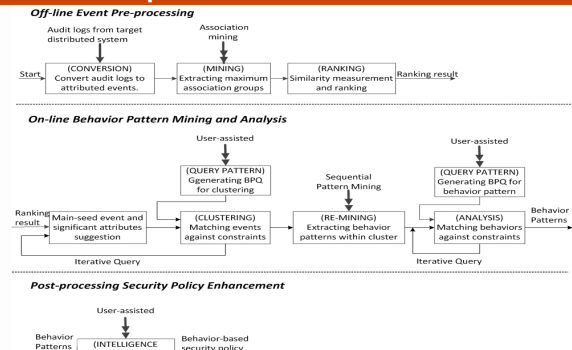 Off-line Event Pre-processing
Audit logs from target
distributed system
Association
mining
Start
(CONVERSION)
Convert audit logs to
attributed events.
(MINING)
Extracting maximum
association groups
(RANKING)
Similarity measurement
and ranking
Ranking result
On-line Behavior Pattern Mining and Analysis
User-assisted
(QUERY PATTERN)
Ggenerating BPQ
for clustering
Sequential
Pattern Mining
User-assisted
(QUERY PATTERN)
Generating BPQ for
behavior pattern
Ranking
result
Main-seed event and
significant attributes
suggestion
(CLUSTERING)
Matching events
against constraints
(RE-MINING)
Extracting behavior
patterns within cluster
(ANALYSIS)
Matching behaviors
against constraints
Behavior
Patterns
Iterative Query
Iterative Query
Post-processing Security Policy Enhancement
User-assisted
Behavior
Patterns
(INTELLIGENCE
Behavior-based
security policy